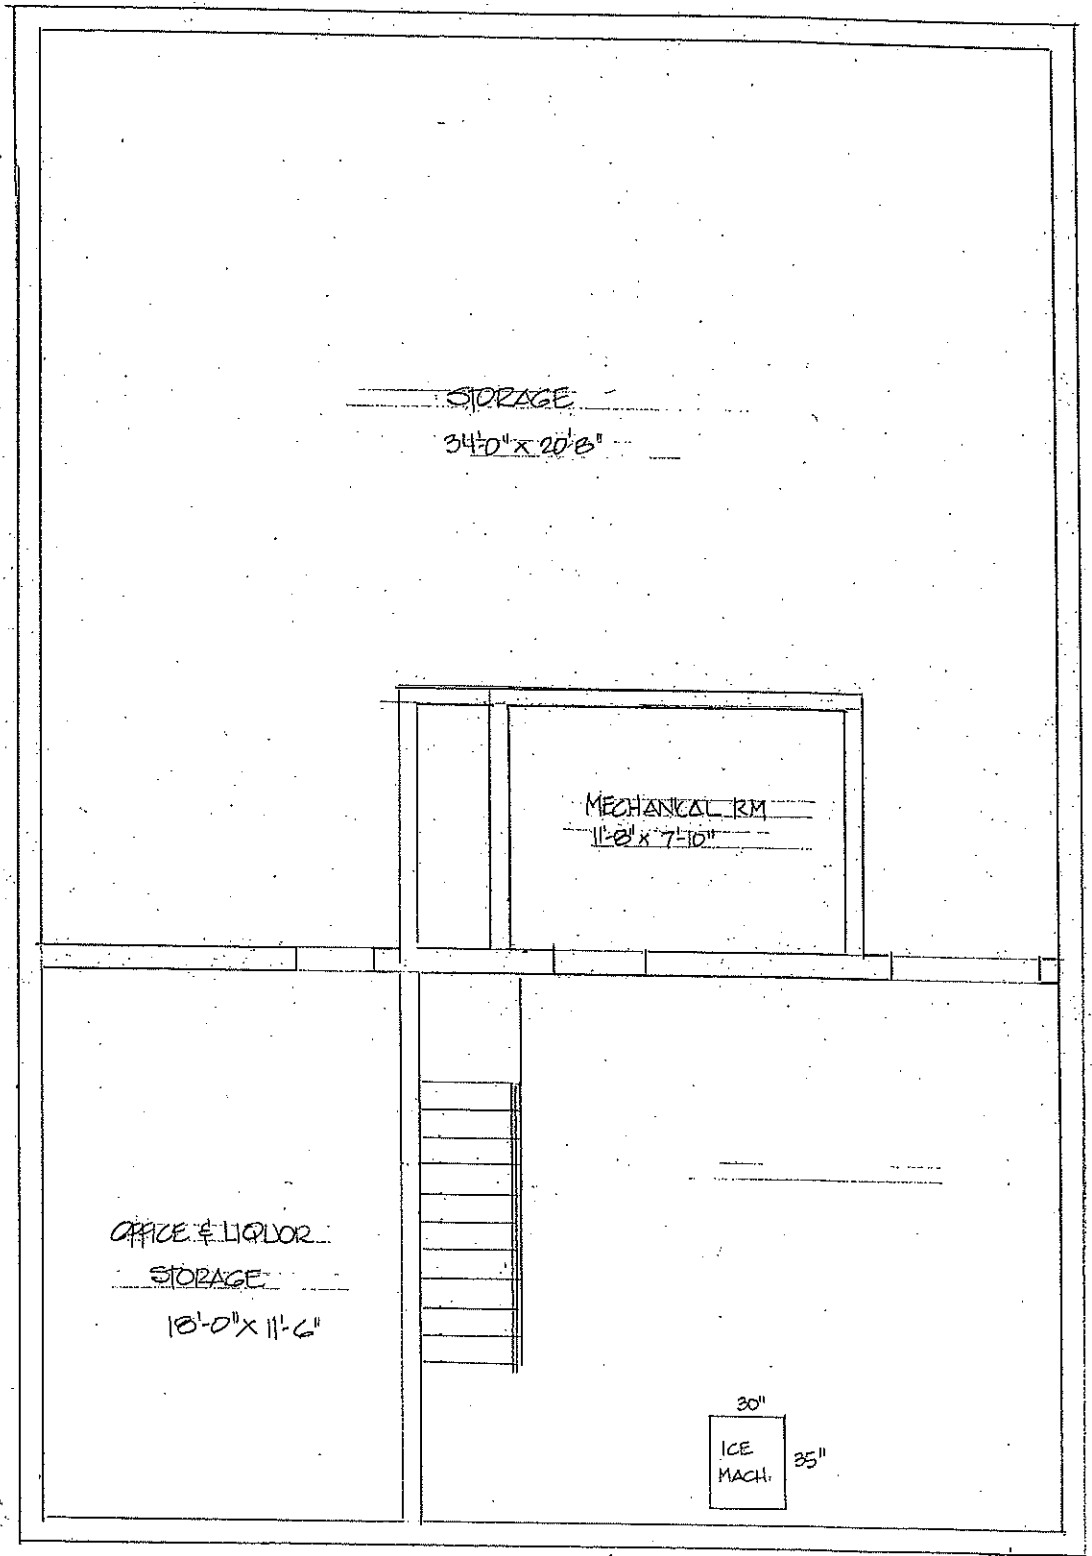 STORAGE
34'-0" x 20'-8"
MECHANICAL RM
11'-8" x 7'-10"
OFFICE & LIQUOR
STORAGE
18'-0" x 11'-6"
30"
ICE
MACH.
35"